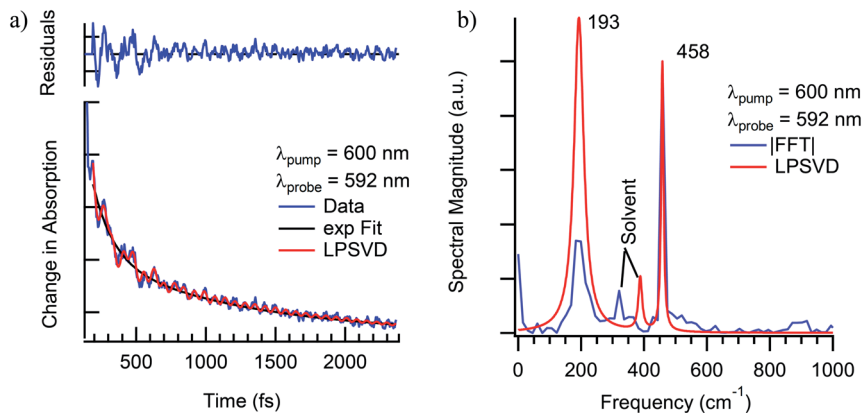 a)
Residuals
Change in Absorption
λpump = 600 nm
λprobe = 592 nm
Data
exp Fit
LPSVD
500 1000 1500 2000
Time (fs)
b)
193
458
λpump = 600 nm
λprobe = 592 nm
|FFT|
LPSVD
Solvent
Spectral Magnitude (a.u.)
0 200 400 600 800 1000
Frequency (cm⁻¹)